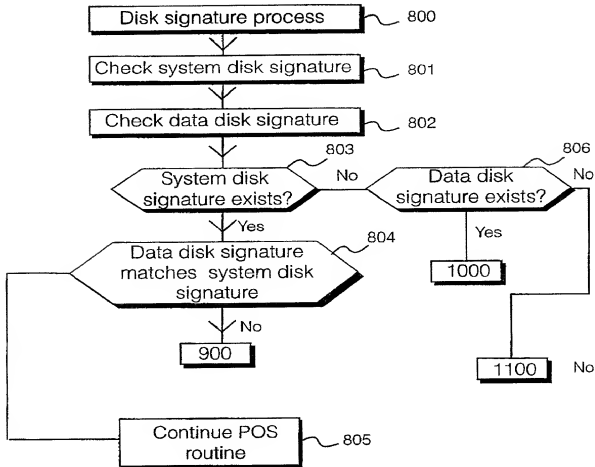 Disk signature process
800
Check system disk signature
801
Check data disk signature
802
803
System disk
signature exists?
No
806
Data disk
signature exists?
No
Yes
804
Data disk signature
matches system disk
signature
Yes
1000
No
900
1100
No
Continue POS
routine
805